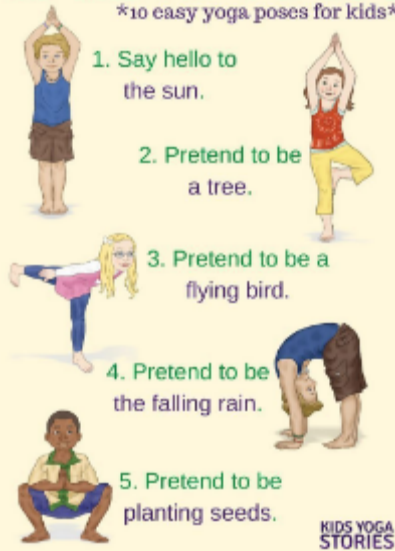 *10 easy yoga poses for kids*
1. Say hello to
the sun.
2. Pretend to be
a tree.
3. Pretend to be a
flying bird.
4. Pretend to be
the falling rain.
5. Pretend to be
planting seeds.
KIDS YOGA
STORIES